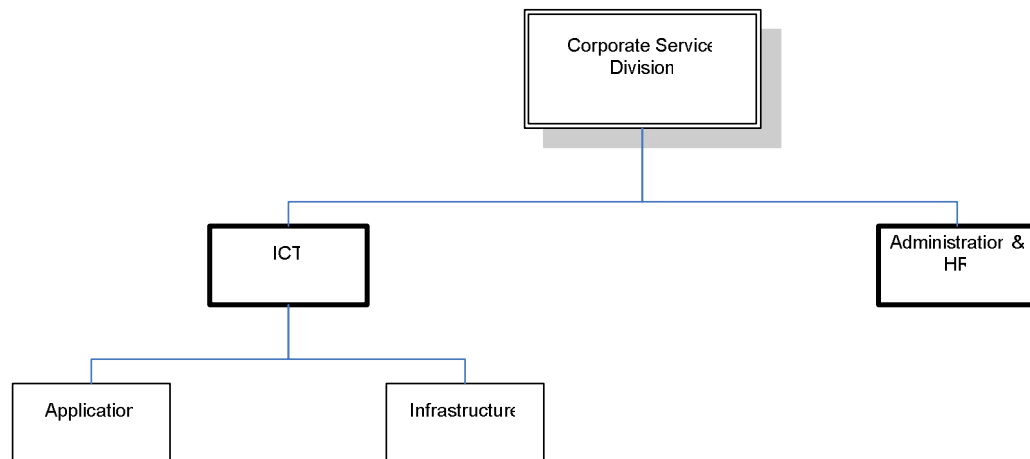 Corporate Service
Division
ICT
Administration &
HR
Application
Infrastructure